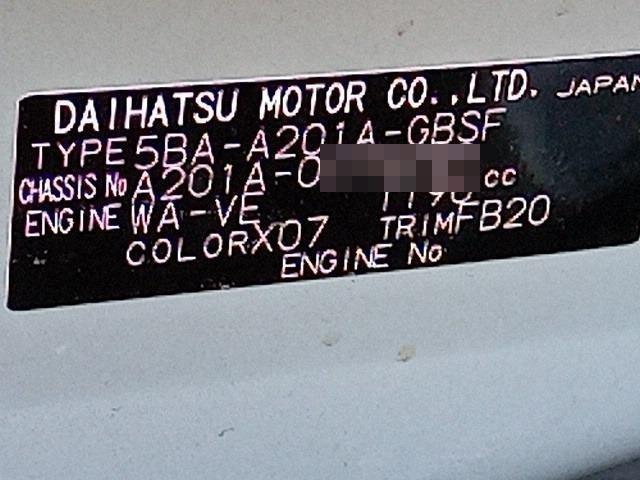 DAIHATSU MOTOR CO.,LTD. JAPAN
TYPE 5BA-A201A-GBSF
CHASSIS No A201A-0
ENGINE WA-VE 1196 cc
COLOR X07 TRIM FB20
ENGINE No